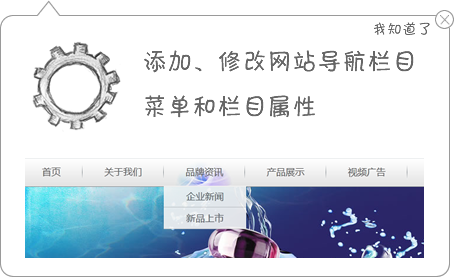 我知道了
添加、修改网站导航栏目
菜单和栏目属性
首页 关于我们 品牌资讯 产品展示 视频广告
企业新闻
新品上市